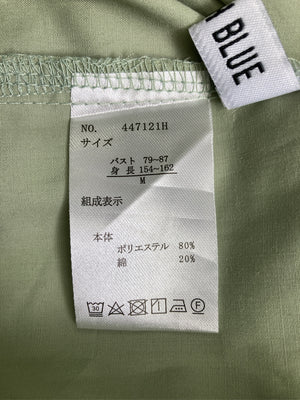 BLUE
NO. 447121H
サイズ
バスト 79~87
身長 154~162
M
組成表示
本体
ポリエステル 80%
綿 20%
30
F